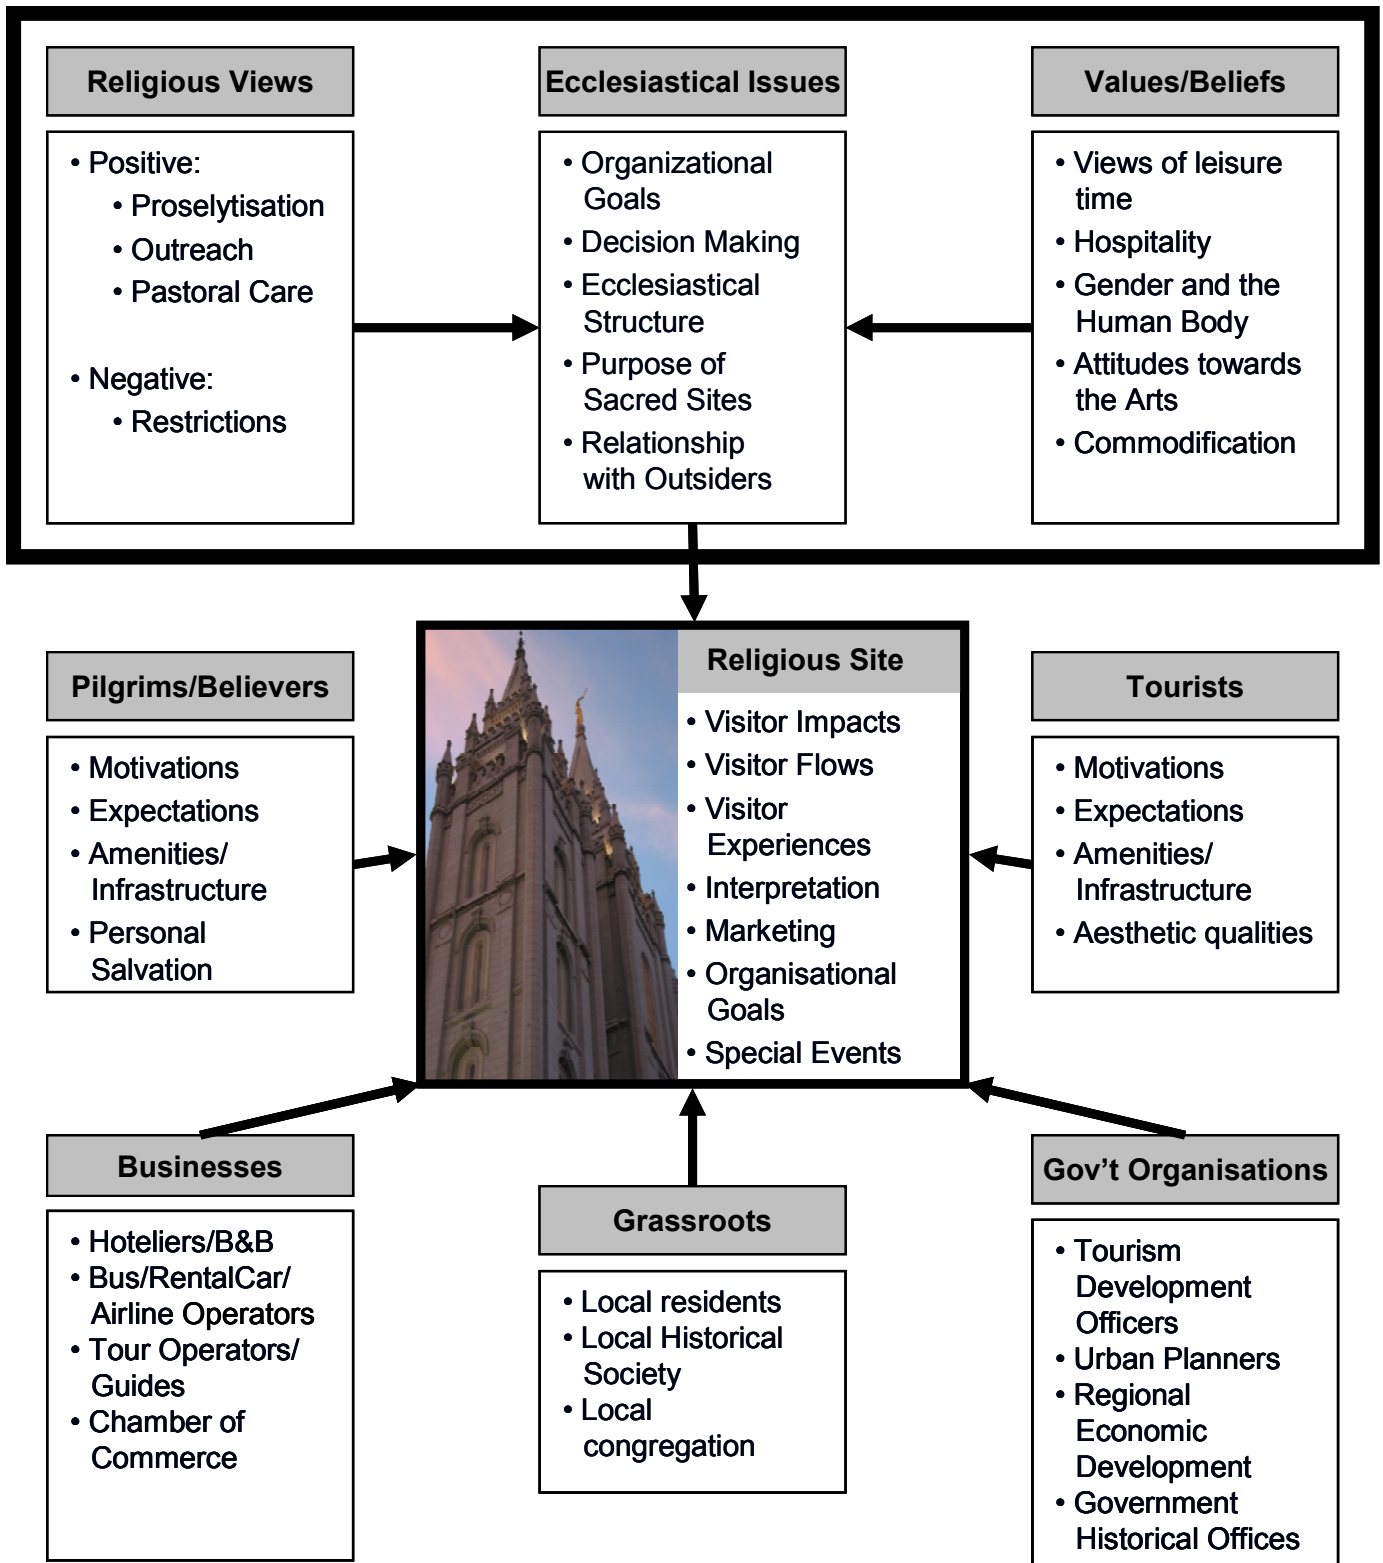 Religious Views
• Positive:
• Proselytisation
• Outreach
• Pastoral Care
• Negative:
• Restrictions
Ecclesiastical Issues
• Organizational
Goals
• Decision Making
• Ecclesiastical
Structure
• Purpose of
Sacred Sites
• Relationship
with Outsiders
Values/Beliefs
• Views of leisure
time
• Hospitality
• Gender and the
Human Body
• Attitudes towards
the Arts
• Commodification
Pilgrims/Believers
• Motivations
• Expectations
• Amenities/
Infrastructure
• Personal
Salvation
Religious Site
• Visitor Impacts
• Visitor Flows
• Visitor
Experiences
• Interpretation
• Marketing
• Organisational
Goals
• Special Events
Tourists
• Motivations
• Expectations
• Amenities/
Infrastructure
• Aesthetic qualities
Businesses
• Hoteliers/B&B
• Bus/RentalCar/
Airline Operators
• Tour Operators/
Guides
• Chamber of
Commerce
Grassroots
• Local residents
• Local Historical
Society
• Local
congregation
Gov't Organisations
• Tourism
Development
Officers
• Urban Planners
• Regional
Economic
Development
• Government
Historical Offices